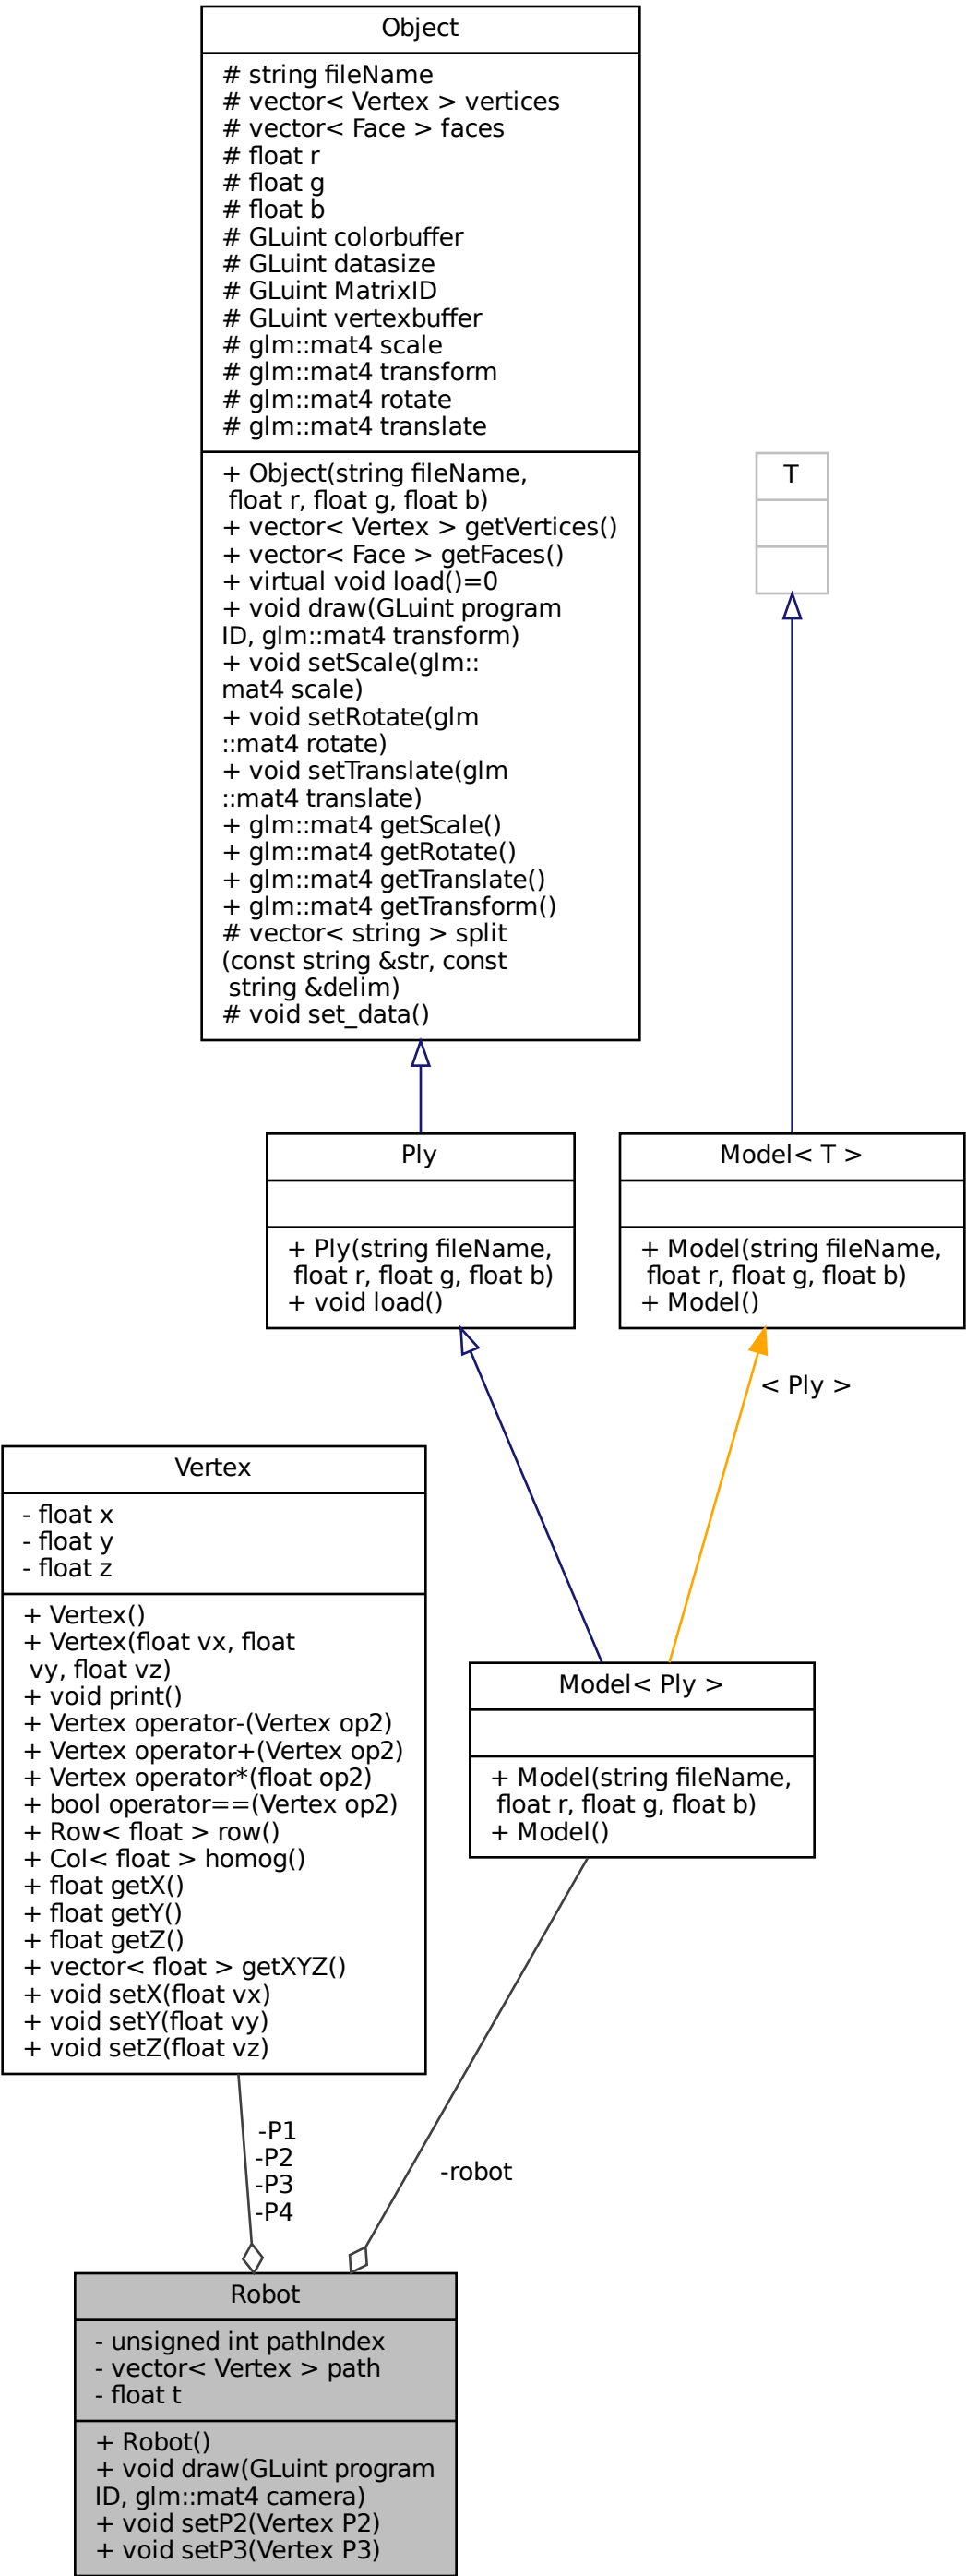 Object
# string fileName
# vector< Vertex > vertices
# vector< Face > faces
# float r
# float g
# float b
# GLuint colorbuffer
# GLuint datasize
# GLuint MatrixID
# GLuint vertexbuffer
# glm::mat4 scale
# glm::mat4 transform
# glm::mat4 rotate
# glm::mat4 translate
+ Object(string fileName,
float r, float g, float b)
+ vector< Vertex > getVertices()
+ vector< Face > getFaces()
+ virtual void load()=0
+ void draw(GLuint program
ID, glm::mat4 transform)
+ void setScale(glm::
mat4 scale)
+ void setRotate(glm
::mat4 rotate)
+ void setTranslate(glm
::mat4 translate)
+ glm::mat4 getScale()
+ glm::mat4 getRotate()
+ glm::mat4 getTranslate()
+ glm::mat4 getTransform()
# vector< string > split
(const string &str, const
string &delim)
# void set_data()
T
Ply
+ Ply(string fileName,
float r, float g, float b)
+ void load()
Model< T >
+ Model(string fileName,
float r, float g, float b)
+ Model()
< Ply >
Vertex
- float x
- float y
- float z
+ Vertex()
+ Vertex(float vx, float
vy, float vz)
+ void print()
+ Vertex operator-(Vertex op2)
+ Vertex operator+(Vertex op2)
+ Vertex operator*(float op2)
+ bool operator==(Vertex op2)
+ Row< float > row()
+ Col< float > homog()
+ float getX()
+ float getY()
+ float getZ()
+ vector< float > getXYZ()
+ void setX(float vx)
+ void setY(float vy)
+ void setZ(float vz)
Model< Ply >
+ Model(string fileName,
float r, float g, float b)
+ Model()
-P1
-P2
-P3
-P4
-robot
Robot
- unsigned int pathIndex
- vector< Vertex > path
- float t
+ Robot()
+ void draw(GLuint program
ID, glm::mat4 camera)
+ void setP2(Vertex P2)
+ void setP3(Vertex P3)